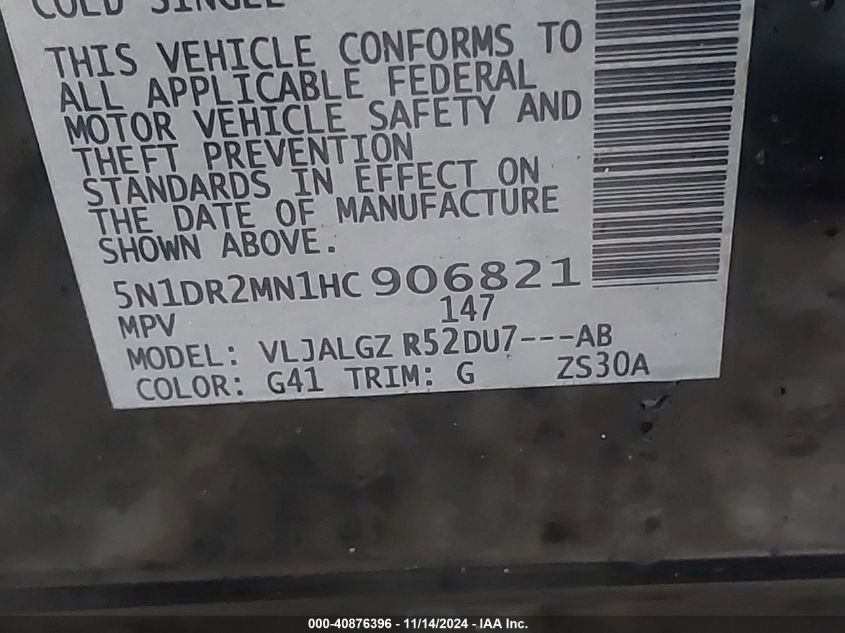 COLD SINGLE
THIS VEHICLE CONFORMS TO
ALL APPLICABLE FEDERAL
MOTOR VEHICLE SAFETY AND
THEFT PREVENTION
STANDARDS IN EFFECT ON
THE DATE OF MANUFACTURE
SHOWN ABOVE.
5N1DR2MN1HC906821
MPV 147
MODEL: VLJALGZ R52DU7---AB
COLOR: G41 TRIM: G ZS30A
000-40876396 - 11/14/2024 - IAA Inc.